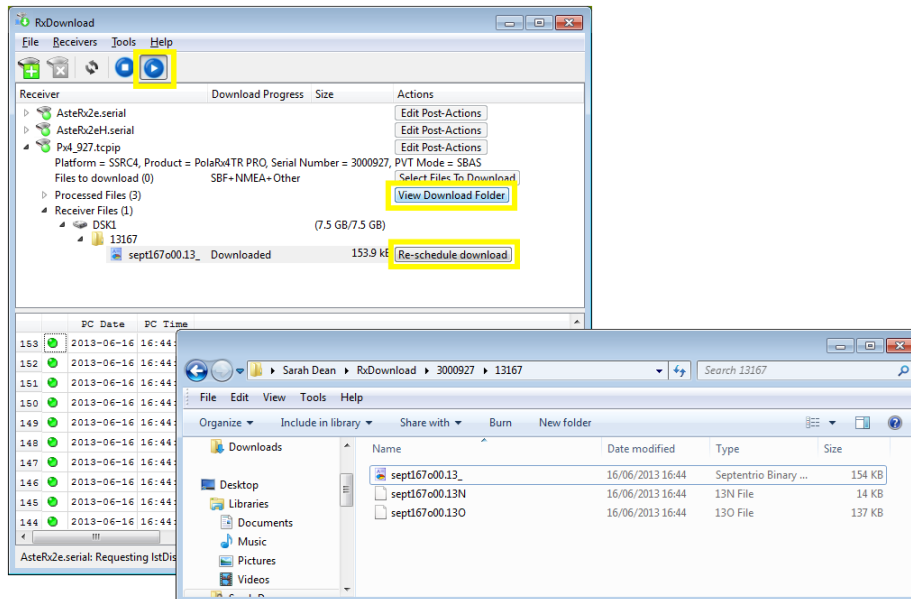 RxDownload
File Receivers Tools Help
Receiver Download Progress Size Actions
AsteRx2e.serial Edit Post-Actions
AsteRx2eH.serial Edit Post-Actions
Px4_927.tcpip Edit Post-Actions
Platform = SSRC4, Product = PolaRx4TR PRO, Serial Number = 3000927, PVT Mode = SBAS
Files to download (0) SBF+NMEA+Other Select Files To Download
Processed Files (3) View Download Folder
Receiver Files (1)
DSK1 (7.5 GB/7.5 GB)
13167
sept167o00.13_ Downloaded 153.9 kB Re-schedule download
PC Date PC Time
153 2013-06-16 16:44:
152 2013-06-16 16:44:
151 2013-06-16 16:44:
150 2013-06-16 16:44:
149 2013-06-16 16:44:
148 2013-06-16 16:44:
147 2013-06-16 16:44:
146 2013-06-16 16:44:
145 2013-06-16 16:44:
144 2013-06-16 16:44:
AsteRx2e.serial: Requesting lstDis
Sarah Dean RxDownload 3000927 13167 Search 13167
File Edit View Tools Help
Organize Include in library Share with Burn New folder
Downloads
Desktop
Libraries
Documents
Music
Pictures
Videos
Name Date modified Type Size
sept167o00.13_ 16/06/2013 16:44 Septentrio Binary ... 154 KB
sept167o00.13N 16/06/2013 16:44 13N File 14 KB
sept167o00.13O 16/06/2013 16:44 13O File 137 KB